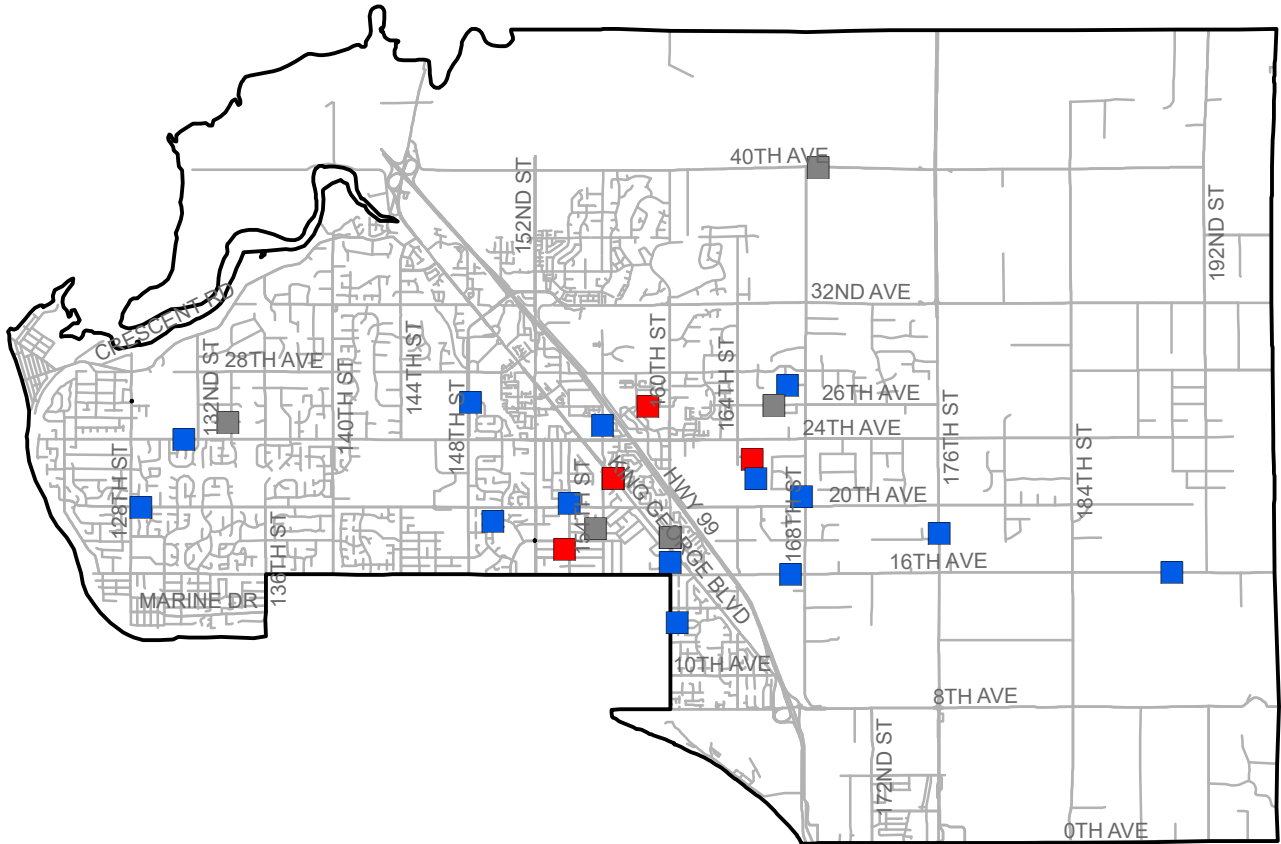 40TH AVE
152ND ST
192ND ST
CRESCENT RD
32ND AVE
28TH AVE
132ND ST
140TH ST
144TH ST
148TH ST
160TH ST
164TH ST
26TH AVE
24TH AVE
176TH ST
184TH ST
128TH ST
154TH ST
KING GEORGE BLVD
HWY 99
168TH ST
20TH AVE
16TH AVE
136TH ST
MARINE DR
10TH AVE
8TH AVE
172ND ST
0TH AVE